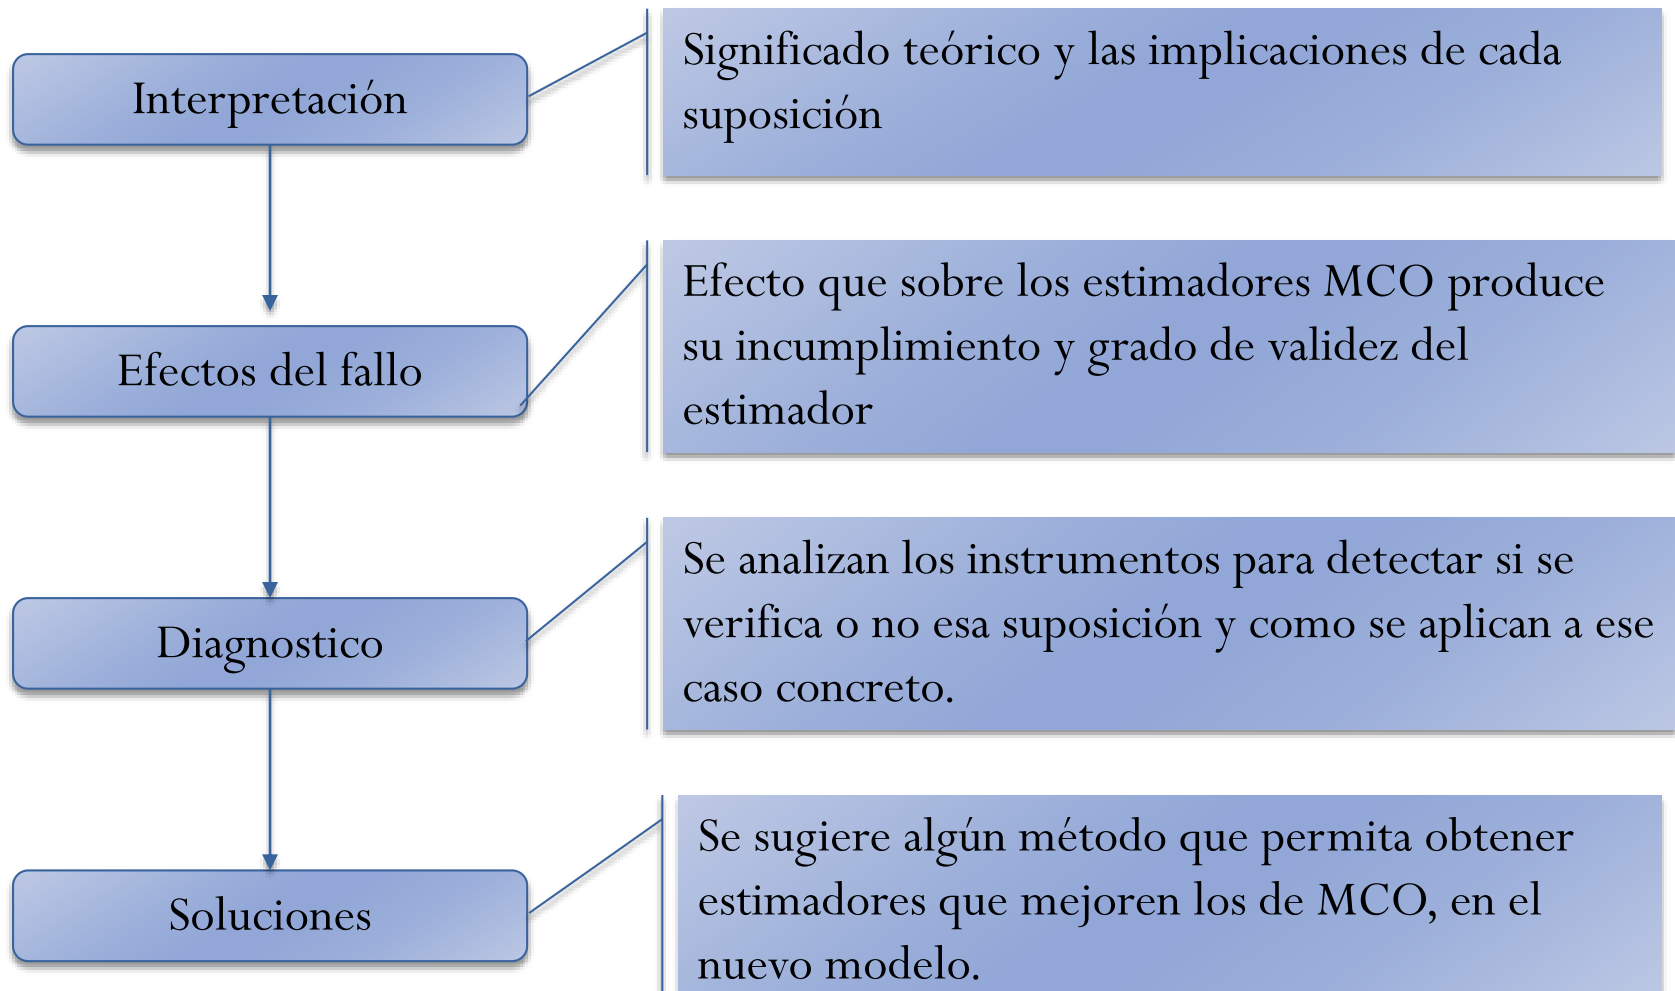 Interpretación
Significado teórico y las implicaciones de cada
suposición
Efectos del fallo
Efecto que sobre los estimadores MCO produce
su incumplimiento y grado de validez del
estimador
Diagnostico
Se analizan los instrumentos para detectar si se
verifica o no esa suposición y como se aplican a ese
caso concreto.
Soluciones
Se sugiere algún método que permita obtener
estimadores que mejoren los de MCO, en el
nuevo modelo.